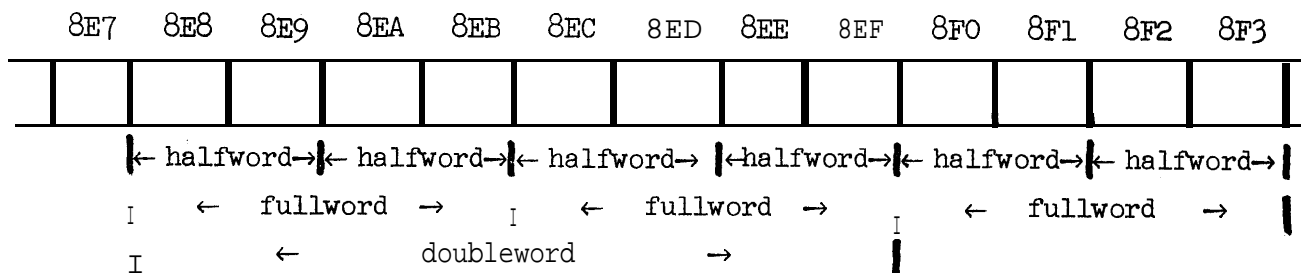 8E7 8E8 8E9 8EA 8EB 8EC 8ED 8EE 8EF 8F0 8F1 8F2 8F3
← halfword → ← halfword → ← halfword → ← halfword → ← halfword → ← halfword →
← fullword → ← fullword → ← fullword →
← doubleword →